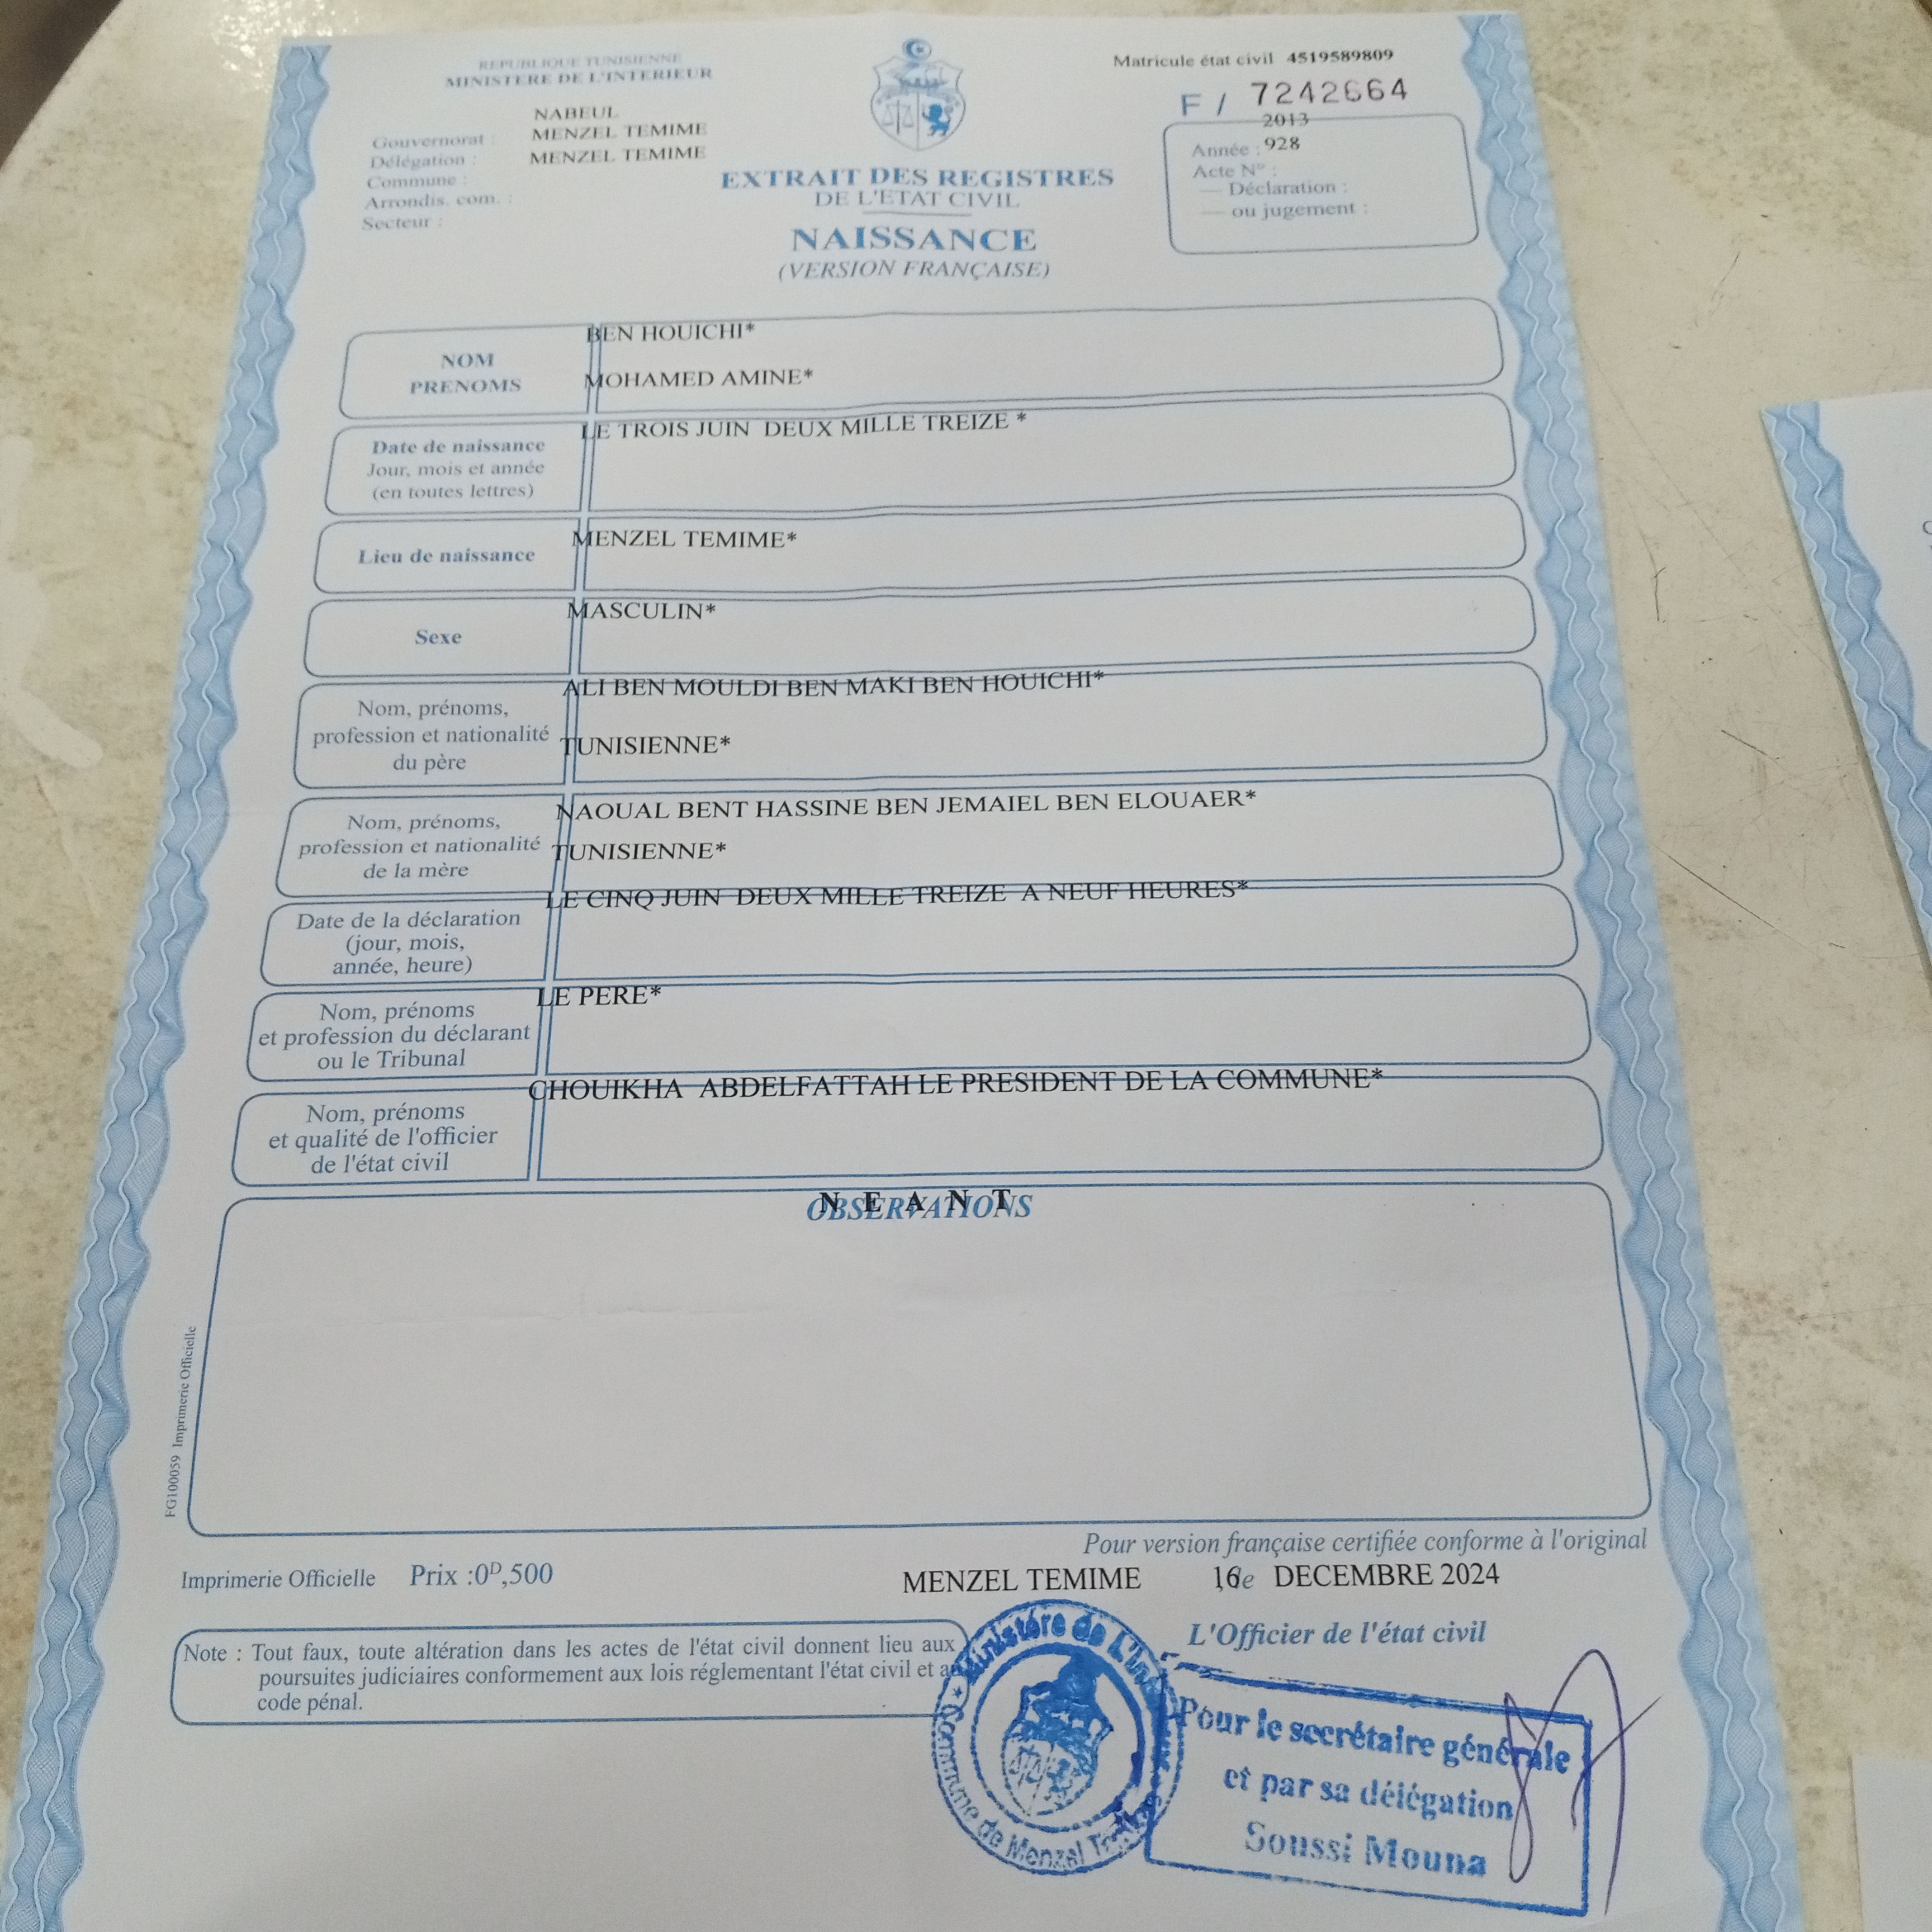 REPUBLIQUE TUNISIENNE
MINISTERE DE L'INTERIEUR
NABEUL
Gouvernorat :
MENZEL TEMIME
Délégation :
MENZEL TEMIME
Commune :
Arrondis. com. :
Secteur :
Matricule état civil 4519589809
F / 7242664
2013
Année : 928
Acte N° :
— Déclaration :
— ou jugement :
EXTRAIT DES REGISTRES
DE L'ETAT CIVIL
NAISSANCE
(VERSION FRANÇAISE)
NOM
PRENOMS
BEN HOUICHI*
MOHAMED AMINE*
Date de naissance
Jour, mois et année
(en toutes lettres)
LE TROIS JUIN DEUX MILLE TREIZE *
Lieu de naissance
MENZEL TEMIME*
Sexe
MASCULIN*
Nom, prénoms,
profession et nationalité
du père
ALI BEN MOULDI BEN MAKI BEN HOUICHI*
TUNISIENNE*
Nom, prénoms,
profession et nationalité
de la mère
NAOUAL BENT HASSINE BEN JEMAIEL BEN ELOUAER*
TUNISIENNE*
Date de la déclaration
(jour, mois,
année, heure)
LE CINQ JUIN DEUX MILLE TREIZE A NEUF HEURES*
Nom, prénoms
et profession du déclarant
ou le Tribunal
LE PERE*
Nom, prénoms
et qualité de l'officier
de l'état civil
CHOUIKHA ABDELFATTAH LE PRESIDENT DE LA COMMUNE*
OBSERVATIONS
N E A N T
FG100059 Imprimerie Officielle
Pour version française certifiée conforme à l'original
Imprimerie Officielle Prix :0D,500
MENZEL TEMIME , le 16 DECEMBRE 2024
L'Officier de l'état civil
Note : Tout faux, toute altération dans les actes de l'état civil donnent lieu aux
poursuites judiciaires conformement aux lois réglementant l'état civil et au
code pénal.
Ministére de L'Intérieur
Commune de Menzel Temime
Pour le secrétaire générale
et par sa délégation
Soussi Mouna